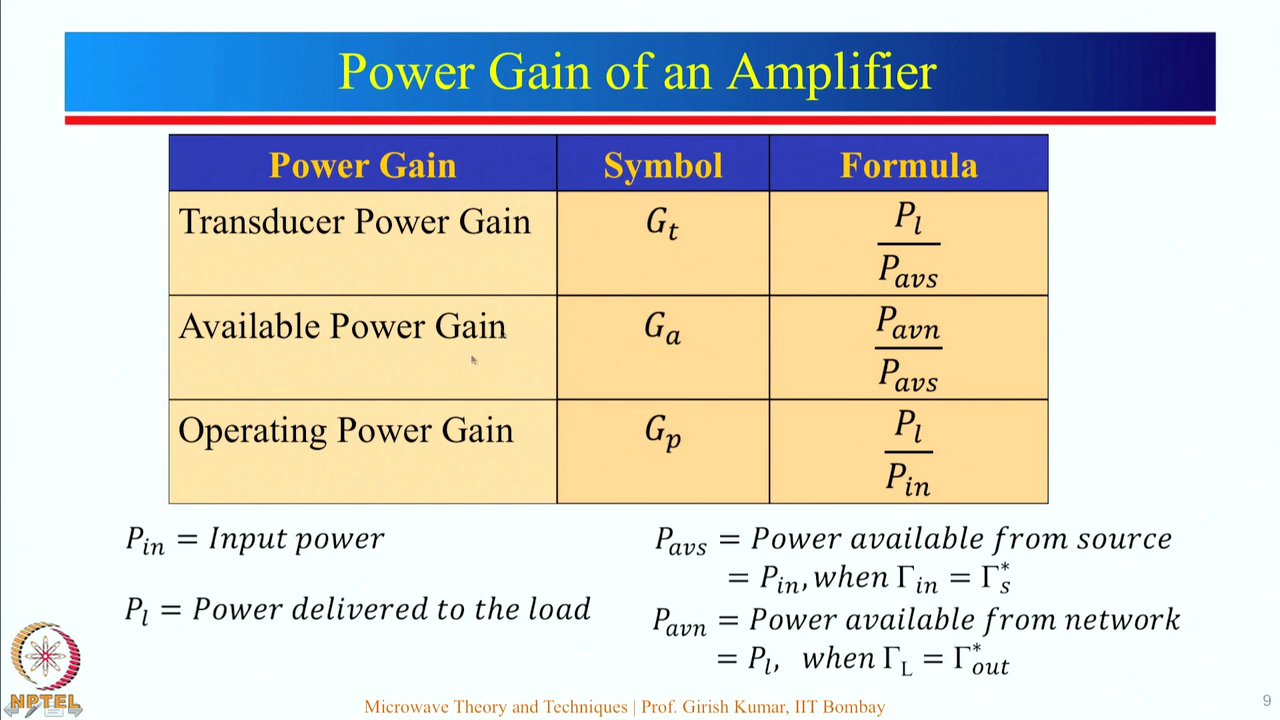 Power Gain of an Amplifier
Power Gain Symbol Formula
Transducer Power Gain G_t P_l / P_avs
Available Power Gain G_a P_avn / P_avs
Operating Power Gain G_p P_l / P_in
P_in = Input power
P_l = Power delivered to the load
P_avs = Power available from source
= P_in, when Γ_in = Γ_s^*
P_avn = Power available from network
= P_l, when Γ_L = Γ_out^*
NPTEL
Microwave Theory and Techniques | Prof. Girish Kumar, IIT Bombay
9